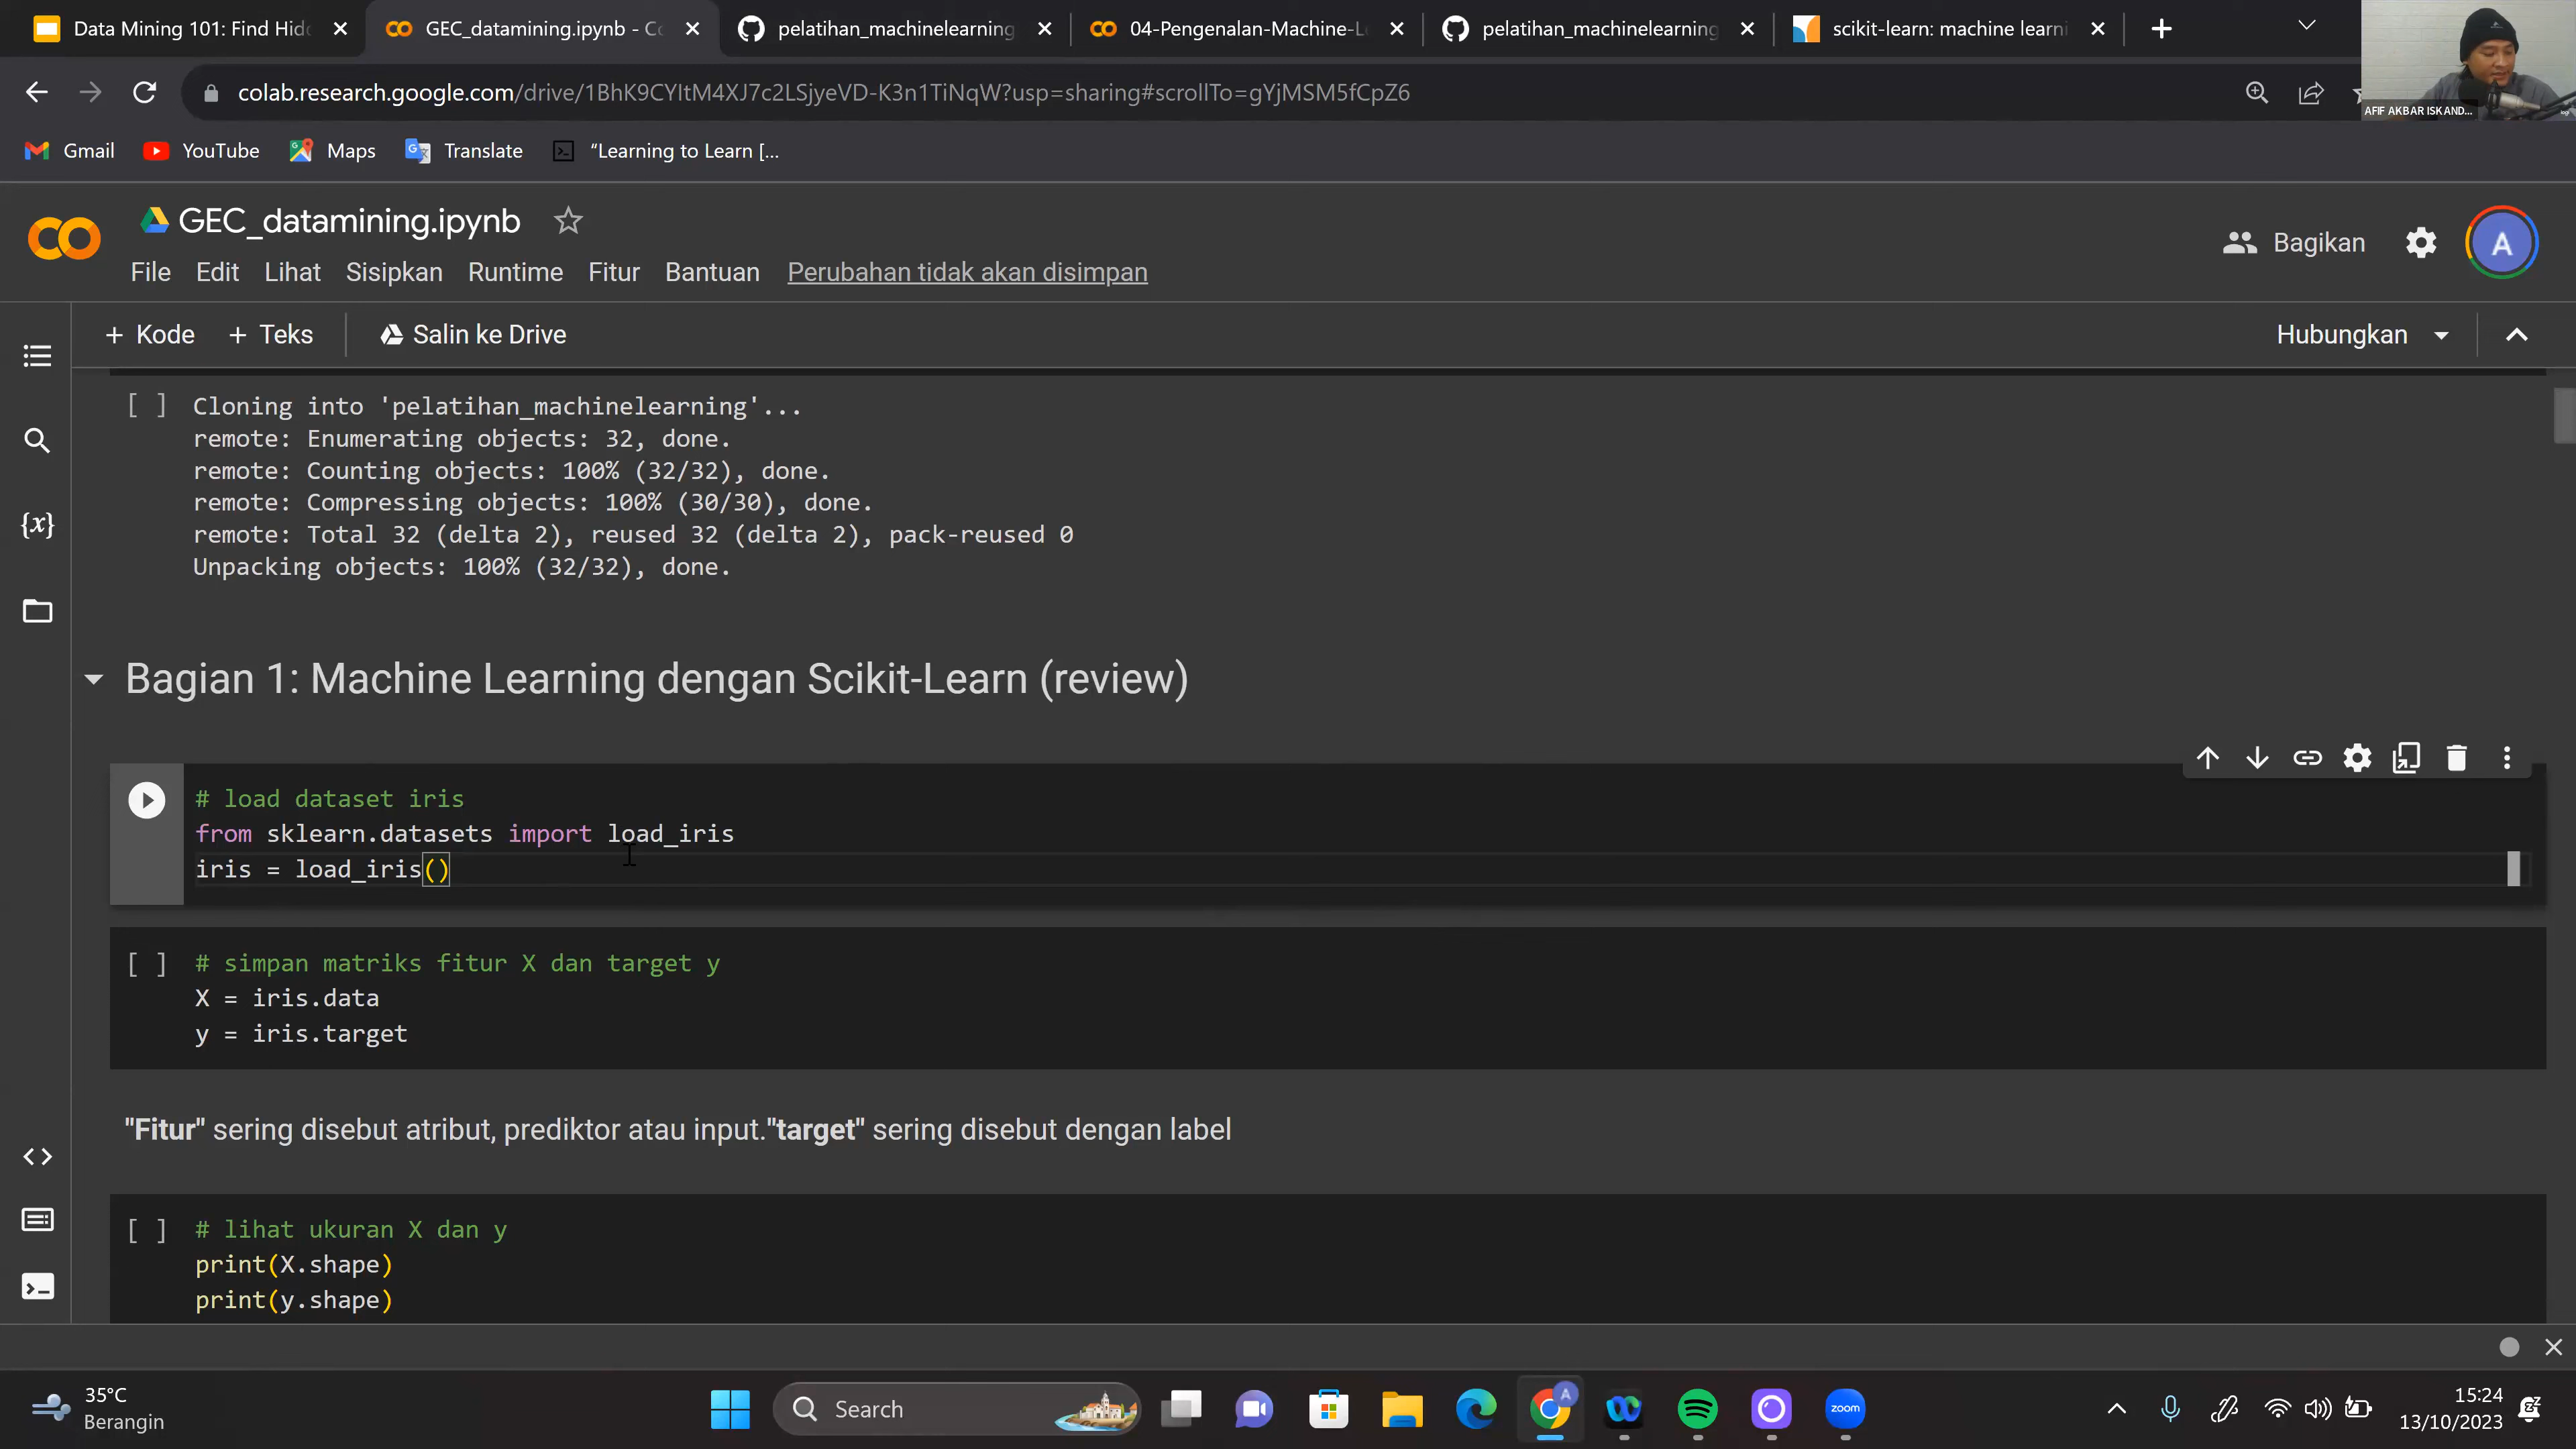 Data Mining 101: Find Hid
GEC_datamining.ipynb - Co
pelatihan_machinelearning
04-Pengenalan-Machine-L
pelatihan_machinelearning
scikit-learn: machine learni
colab.research.google.com/drive/1BhK9CYItM4XJ7c2LSjyeVD-K3n1TiNqW?usp=sharing#scrollTo=gYjMSM5fCpZ6
AFIF AKBAR ISKAND...
Gmail
YouTube
Maps
Translate
“Learning to Learn [...
GEC_datamining.ipynb
Bagikan
A
File Edit Lihat Sisipkan Runtime Fitur Bantuan Perubahan tidak akan disimpan
+ Kode + Teks
Salin ke Drive
Hubungkan
[ ] Cloning into 'pelatihan_machinelearning'...
remote: Enumerating objects: 32, done.
remote: Counting objects: 100% (32/32), done.
remote: Compressing objects: 100% (30/30), done.
remote: Total 32 (delta 2), reused 32 (delta 2), pack-reused 0
Unpacking objects: 100% (32/32), done.
Bagian 1: Machine Learning dengan Scikit-Learn (review)
# load dataset iris
from sklearn.datasets import load_iris
iris = load_iris()
[ ] # simpan matriks fitur X dan target y
X = iris.data
y = iris.target
"Fitur" sering disebut atribut, prediktor atau input."target" sering disebut dengan label
[ ] # lihat ukuran X dan y
print(X.shape)
print(y.shape)
35°C
Berangin
Search
A
zoom
15:24
13/10/2023